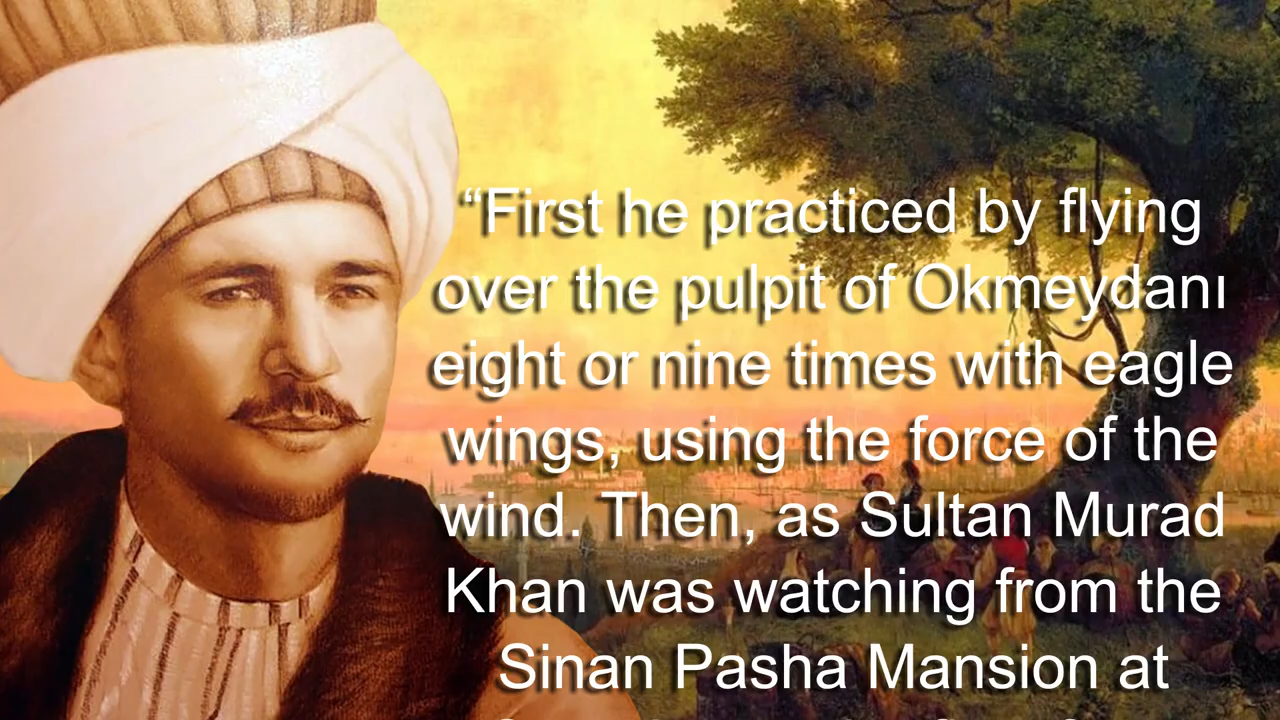 “First he practiced by flying
over the pulpit of Okmeydanı
eight or nine times with eagle
wings, using the force of the
wind. Then, as Sultan Murad
Khan was watching from the
Sinan Pasha Mansion at